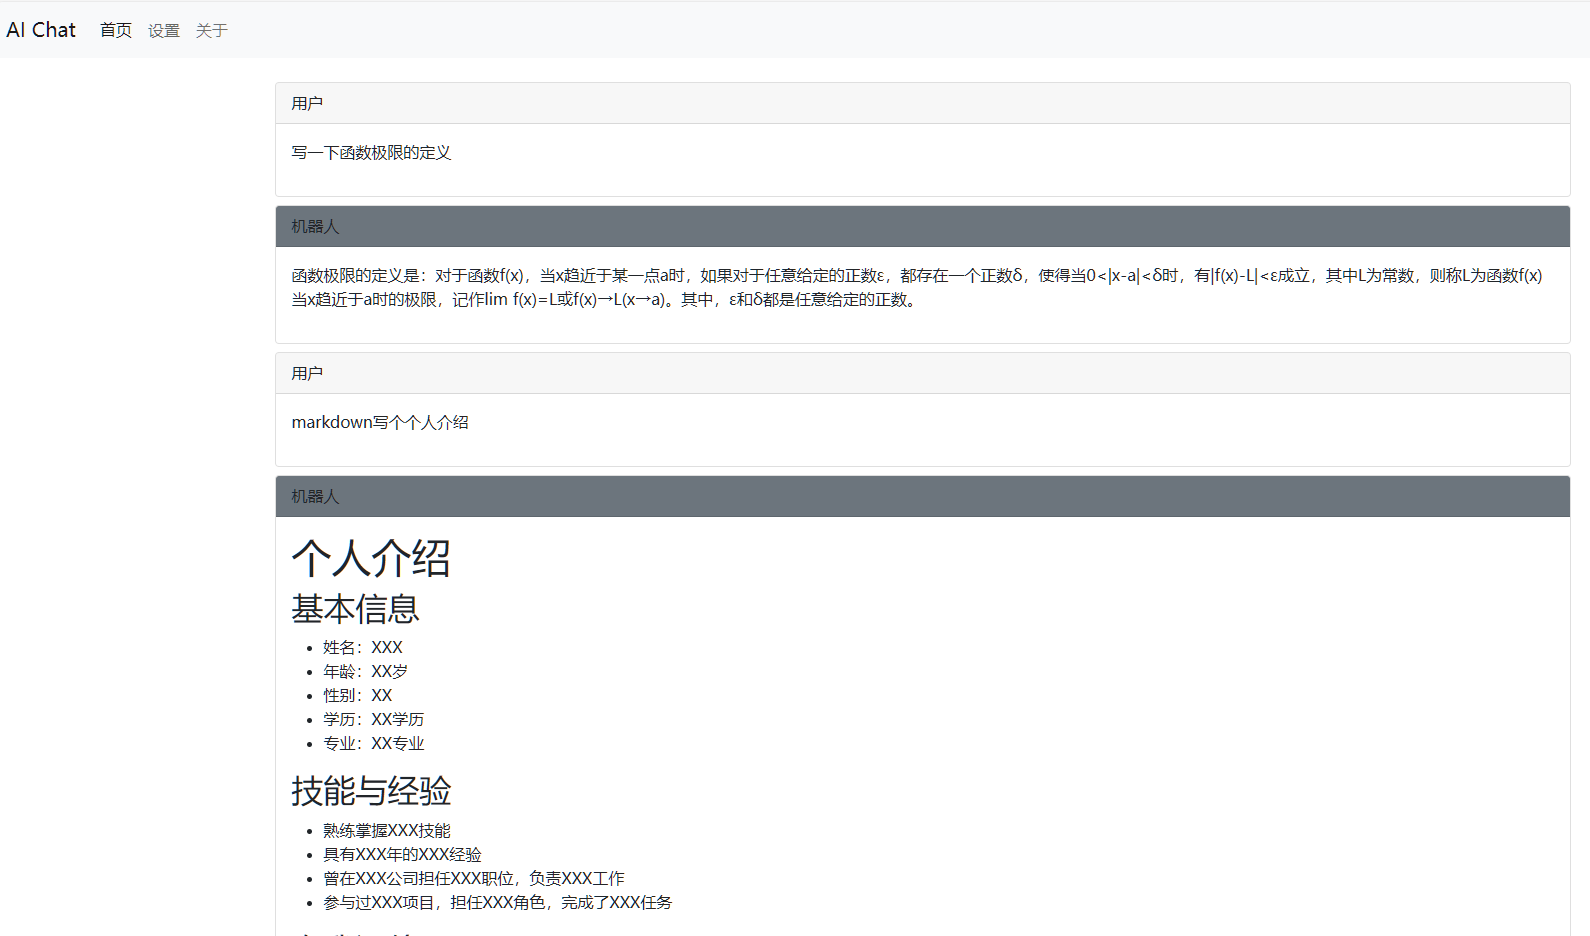 AI Chat 首页 设置 关于
用户
写一下函数极限的定义
机器人
函数极限的定义是：对于函数f(x)，当x趋近于某一点a时，如果对于任意给定的正数ε，都存在一个正数δ，使得当0<|x-a|<δ时，有|f(x)-L|<ε成立，其中L为常数，则称L为函数f(x)
当x趋近于a时的极限，记作lim f(x)=L或f(x)→L(x→a)。其中，ε和δ都是任意给定的正数。
用户
markdown写个个人介绍
机器人
个人介绍
基本信息
• 姓名：XXX
• 年龄：XX岁
• 性别：XX
• 学历：XX学历
• 专业：XX专业
技能与经验
• 熟练掌握XXX技能
• 具有XXX年的XXX经验
• 曾在XXX公司担任XXX职位，负责XXX工作
• 参与过XXX项目，担任XXX角色，完成了XXX任务